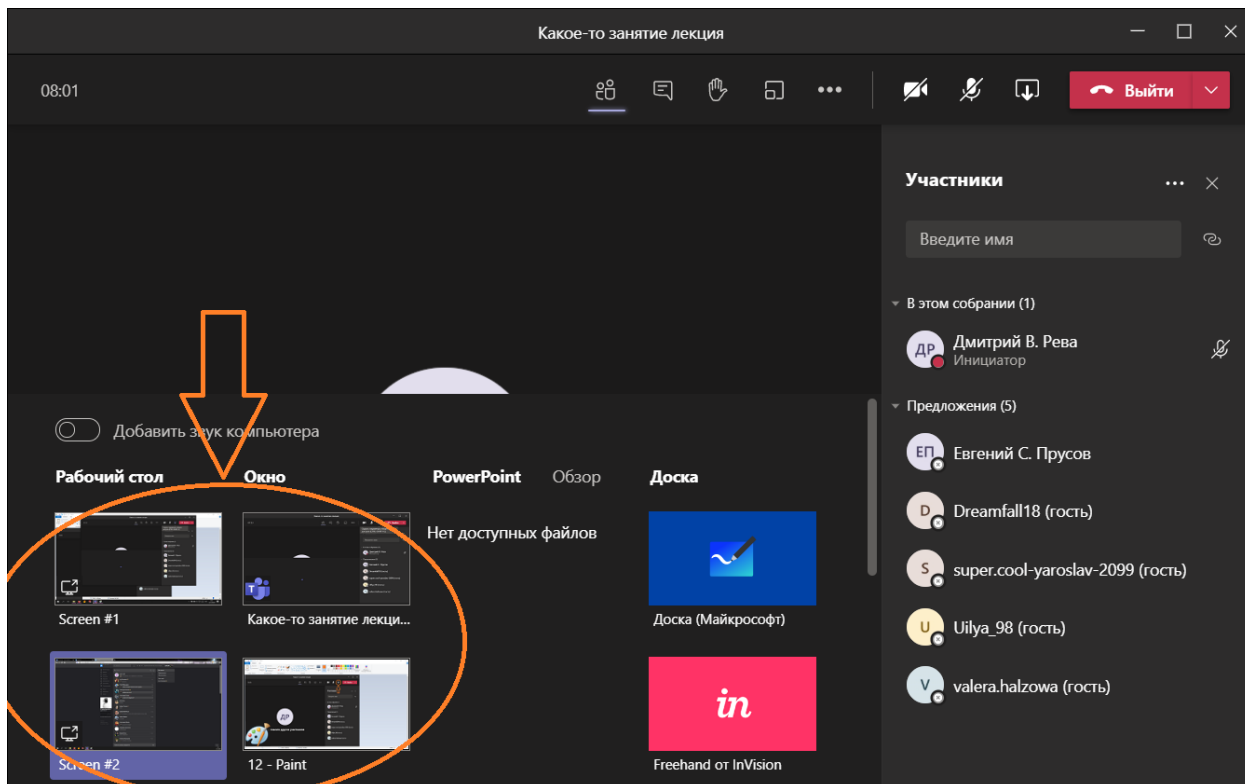 Какое-то занятие лекция
08:01
Выйти
Участники
Введите имя
В этом собрании (1)
ДР
Дмитрий В. Рева
Инициатор
Предложения (5)
ЕП
Евгений С. Прусов
D
Dreamfall18 (гость)
S
super.cool-yaroslav-2099 (гость)
U
Uilya_98 (гость)
V
valera.halzowa (гость)
Добавить звук компьютера
Рабочий стол Окно PowerPoint Обзор Доска
Нет доступных файлов
Screen #1 Какое-то занятие лекци... Доска (Майкрософт)
ДР
in
Screen #2 12 - Paint Freehand от InVision